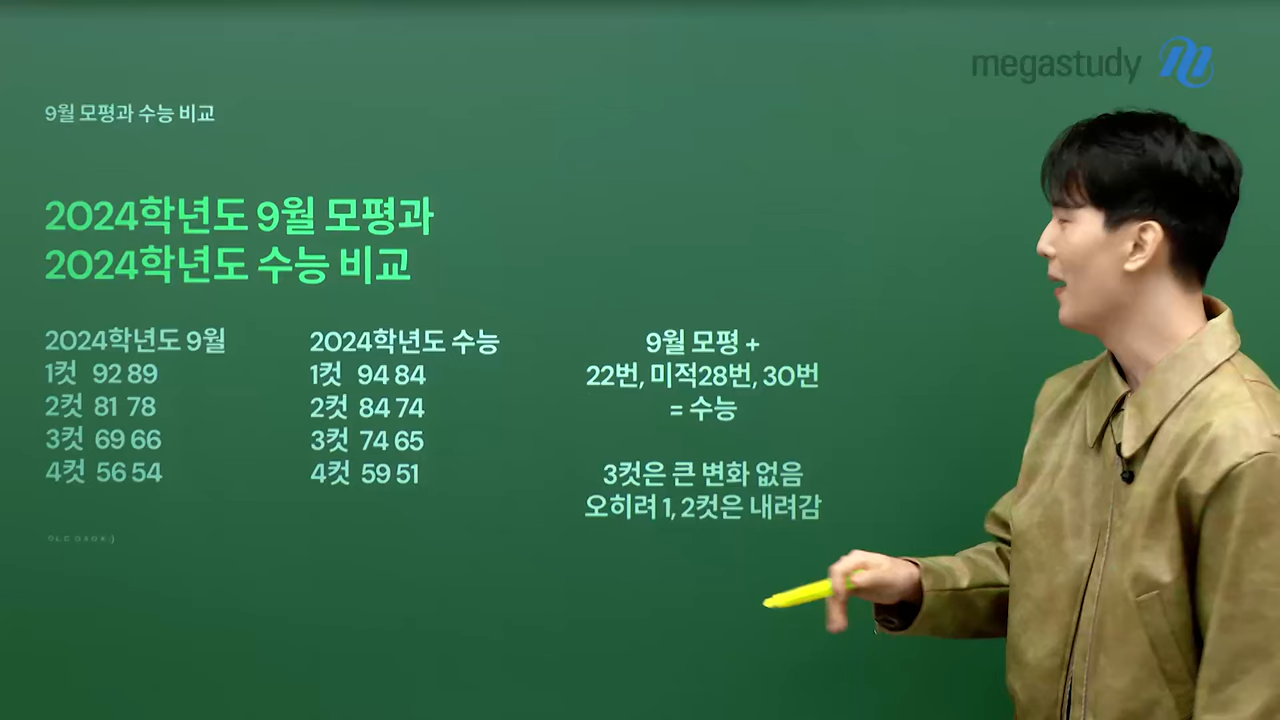 megastudy
9월 모평과 수능 비교
2024학년도 9월 모평과
2024학년도 수능 비교
2024학년도 9월
1컷 92 89
2컷 81 78
3컷 69 66
4컷 56 54
2024학년도 수능
1컷 94 84
2컷 84 74
3컷 74 65
4컷 59 51
9월 모평 +
22번, 미적28번, 30번
= 수능
3컷은 큰 변화 없음
오히려 1, 2컷은 내려감